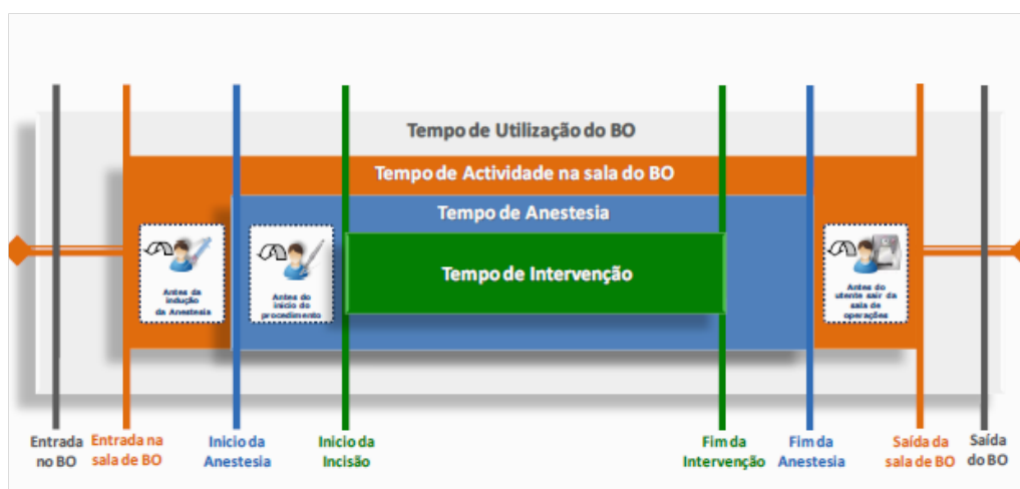 Tempo de Utilização do BO
Tempo de Actividade na sala do BO
Tempo de Anestesia
Tempo de Intervenção
Antes da
indução
da Anestesia
Antes do
inicio do
procedimento
Antes do
utente sair da
sala de
operações
Entrada
no BO
Entrada na
sala de BO
Inicio da
Anestesia
Inicio da
Incisão
Fim da
Intervenção
Fim da
Anestesia
Saída da
sala de BO
Saída
do BO